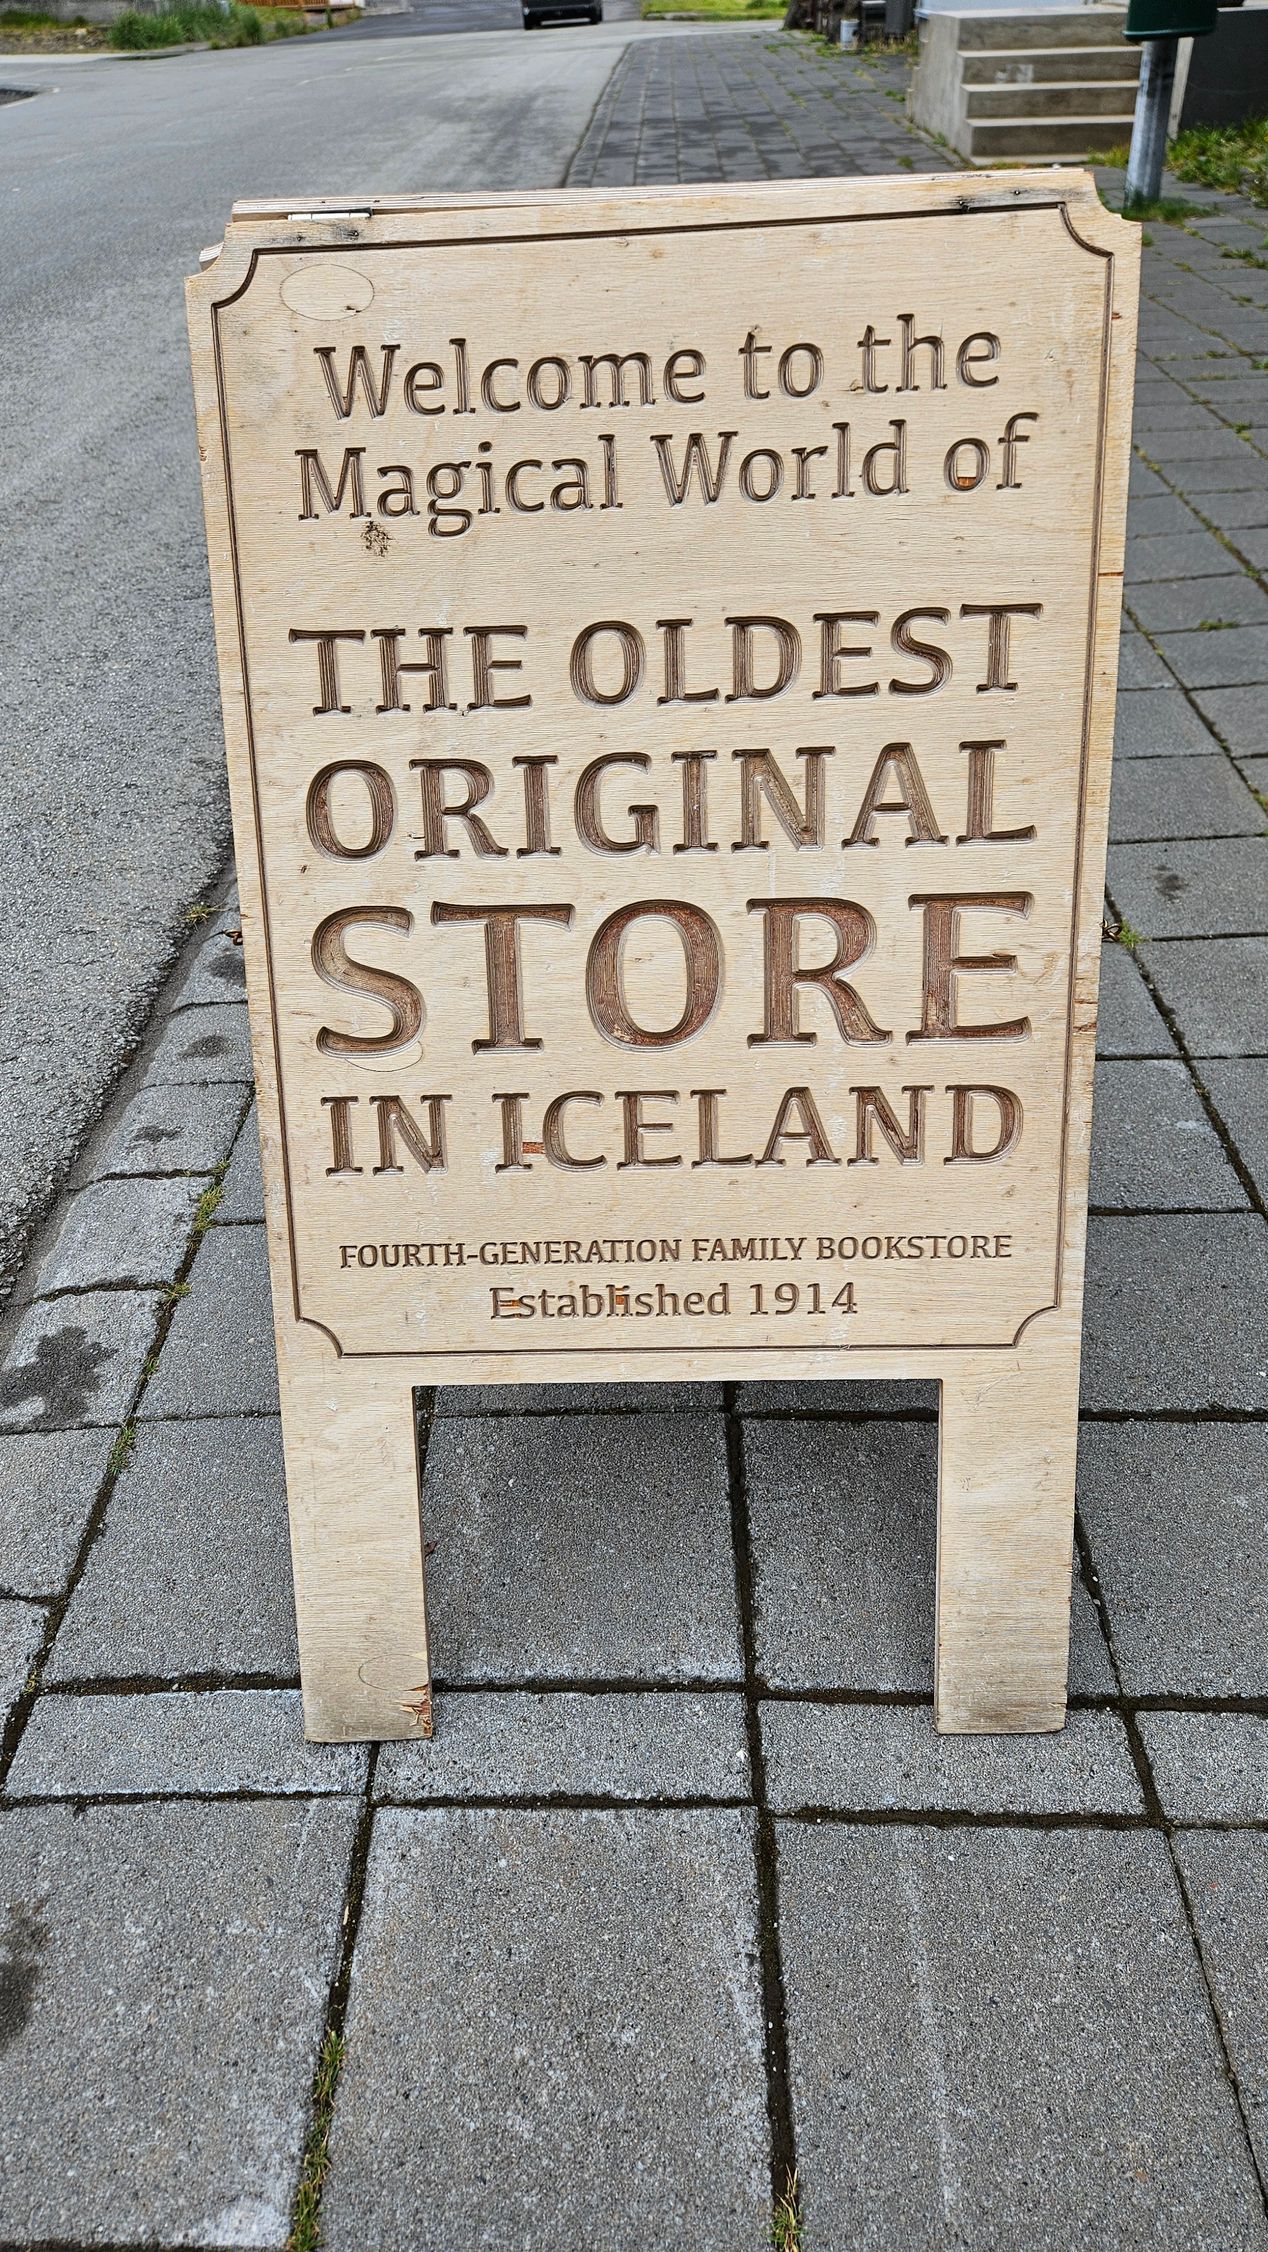 Welcome to the
Magical World of
THE OLDEST
ORIGINAL
STORE
IN ICELAND
FOURTH-GENERATION FAMILY BOOKSTORE
Established 1914